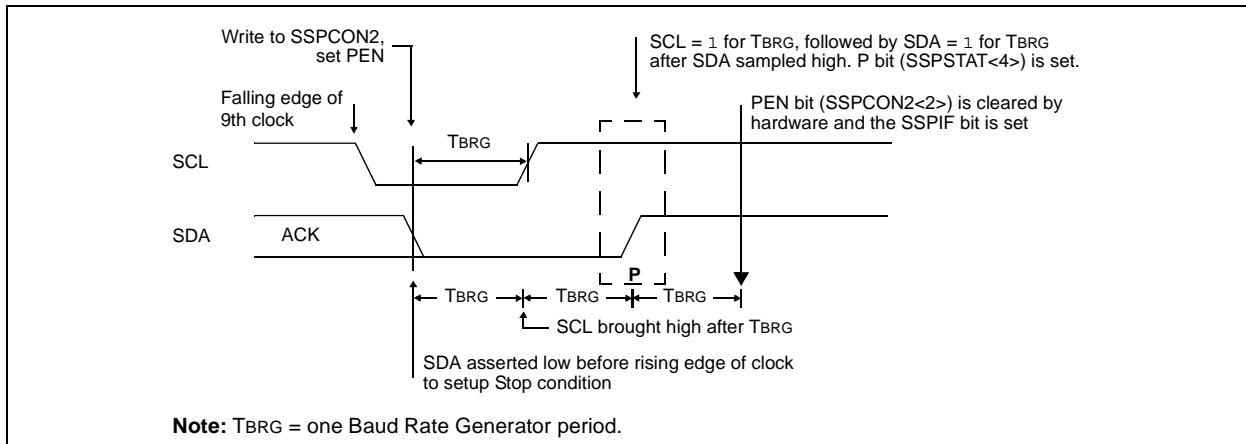 Write to SSPCON2,
set PEN
SCL = 1 for TBRG, followed by SDA = 1 for TBRG
after SDA sampled high. P bit (SSPSTAT<4>) is set.
Falling edge of
9th clock
PEN bit (SSPCON2<2>) is cleared by
hardware and the SSPIF bit is set
TBRG
SCL
SDA
ACK
P
TBRG
TBRG
TBRG
SCL brought high after TBRG
SDA asserted low before rising edge of clock
to setup Stop condition
Note: TBRG = one Baud Rate Generator period.